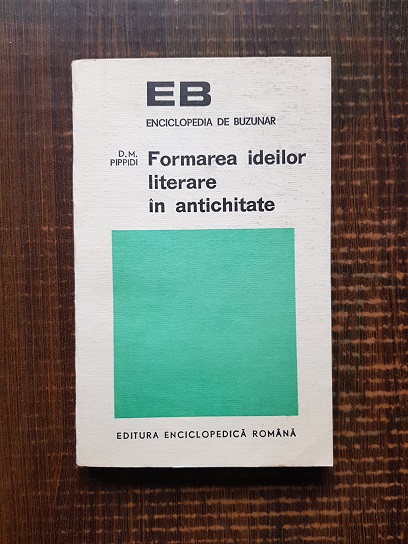 EB
ENCICLOPEDIA DE BUZUNAR
D.M.
PIPPIDI
Formarea ideilor
literare
în antichitate
EDITURA ENCICLOPEDICĂ ROMÂNĂ